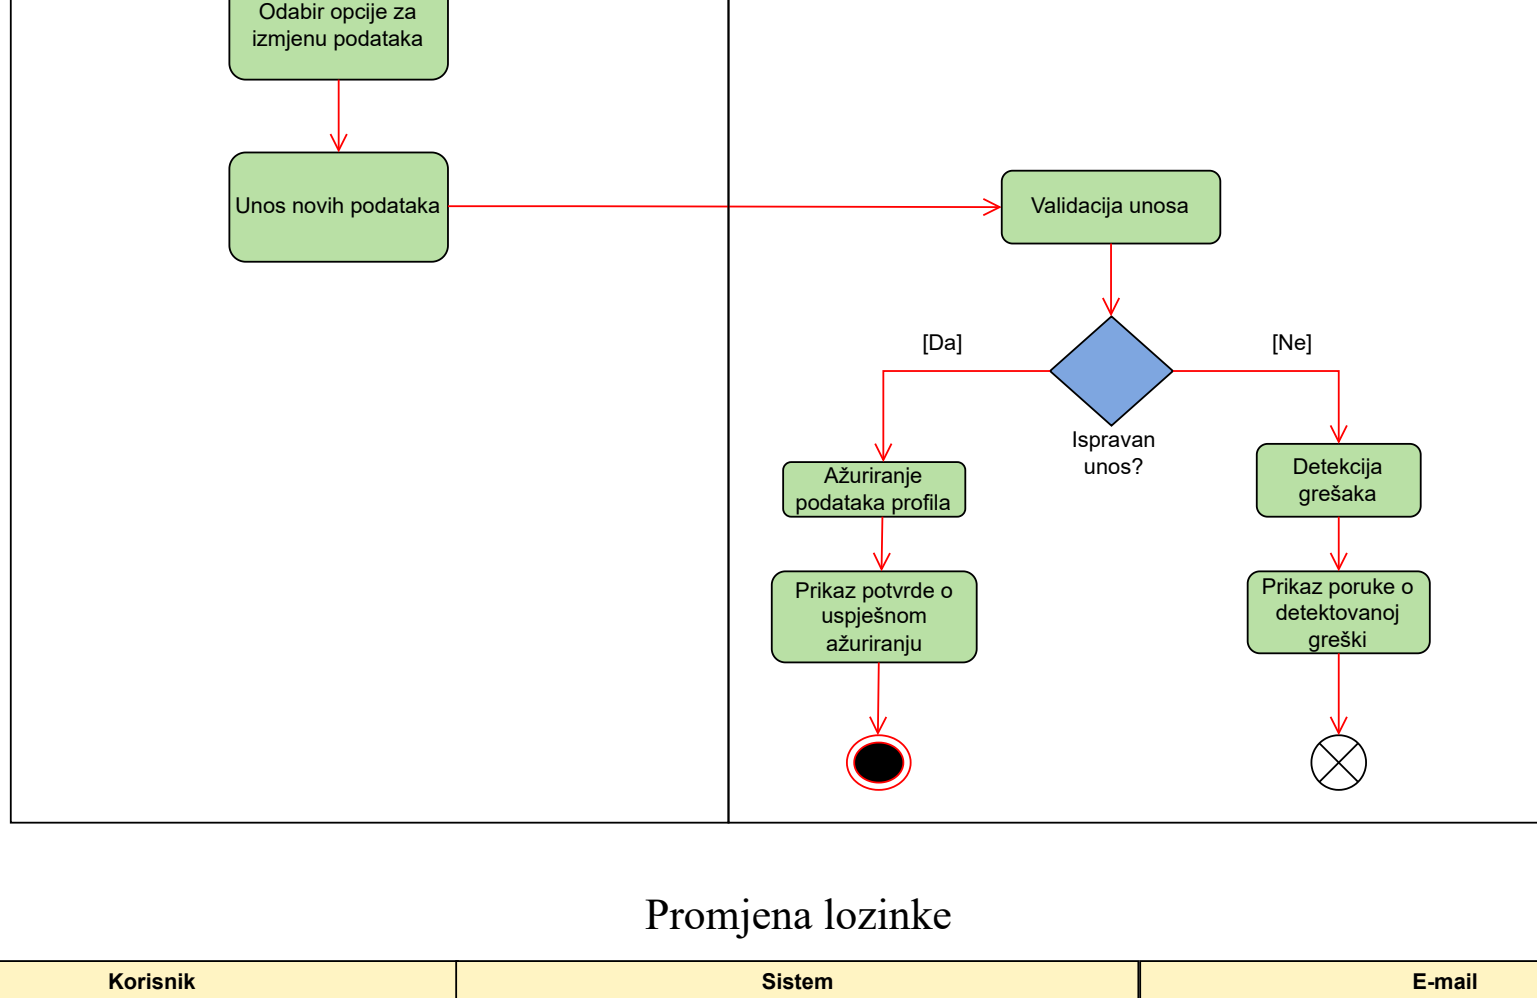 Odabir opcije za
izmjenu podataka
Unos novih podataka
Validacija unosa
[Da]
[Ne]
Ispravan
unos?
Ažuriranje
podataka profila
Detekcija
grešaka
Prikaz potvrde o
uspješnom
ažuriranju
Prikaz poruke o
detektovanoj
greški
Promjena lozinke
Korisnik
Sistem
E-mail